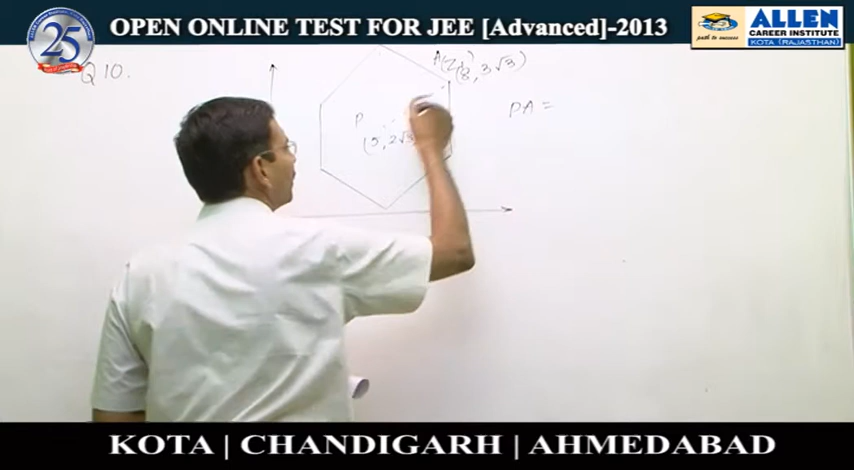 OPEN ONLINE TEST FOR JEE [Advanced]-2013
25
path to success
ALLEN
CAREER INSTITUTE
KOTA (RAJASTHAN)
Q 10.
A(Z₁)
(8, 3√3)
P
(5, 2√3)
PA =
KOTA | CHANDIGARH | AHMEDABAD